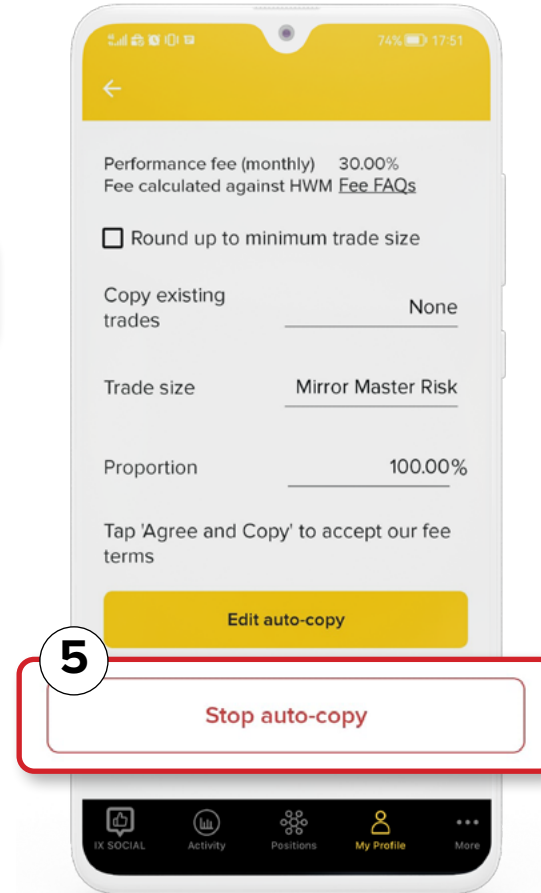 74% 17:51
Performance fee (monthly) 30.00%
Fee calculated against HWM Fee FAQs
Round up to minimum trade size
Copy existing
trades
None
Trade size Mirror Master Risk
Proportion 100.00%
Tap 'Agree and Copy' to accept our fee
terms
Edit auto-copy
5
Stop auto-copy
IX SOCIAL Activity Positions My Profile More